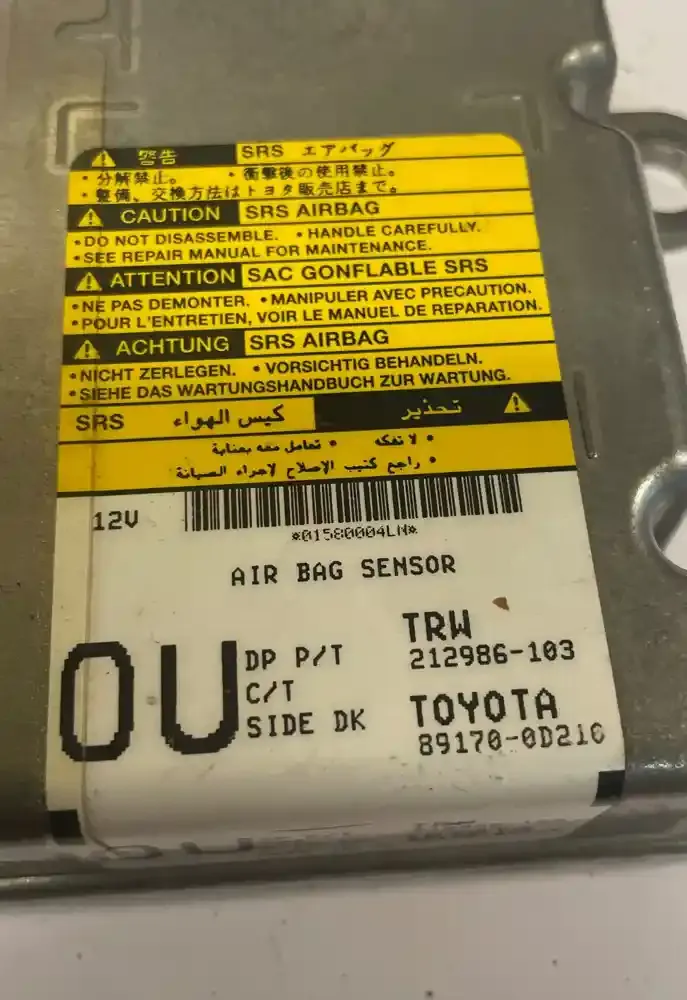 警告 SRS エアバッグ
・分解禁止。 ・衝撃後の使用禁止。
・整備、交換方法はトヨタ販売店まで。
CAUTION SRS AIRBAG
•DO NOT DISASSEMBLE. •HANDLE CAREFULLY.
•SEE REPAIR MANUAL FOR MAINTENANCE.
ATTENTION SAC GONFLABLE SRS
•NE PAS DEMONTER. •MANIPULER AVEC PRECAUTION.
•POUR L'ENTRETIEN, VOIR LE MANUEL DE REPARATION.
ACHTUNG SRS AIRBAG
•NICHT ZERLEGEN. •VORSICHTIG BEHANDELN.
•SIEHE DAS WARTUNGSHANDBUCH ZUR WARTUNG.
تحذير كيس الهواء SRS
• لا تفكه • تعامل معه بعناية
• راجع كتيب الإصلاح لاجراء الصيانة
12V
*01580004LN*
AIR BAG SENSOR
OU
DP P/T TRW
212986-103
C/T
SIDE DK TOYOTA